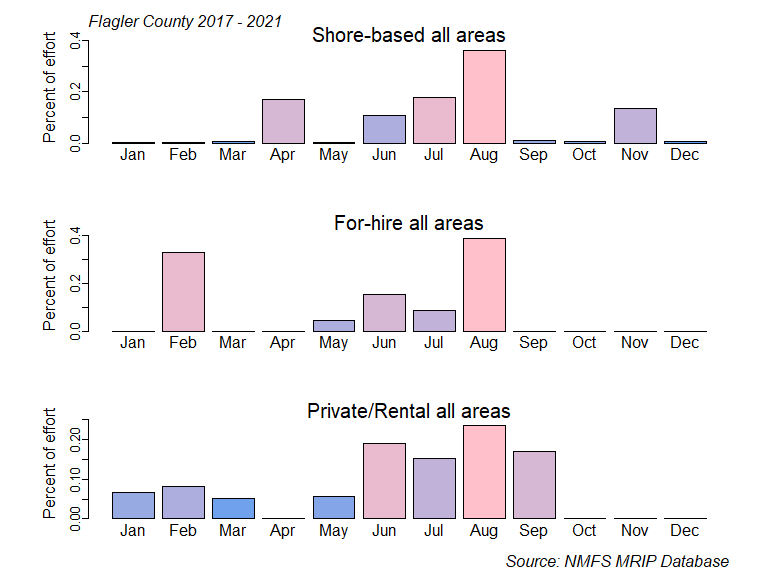 Flagler County 2017 - 2021
Shore-based all areas
Percent of effort
0.0 0.2 0.4
Jan Feb Mar Apr May Jun Jul Aug Sep Oct Nov Dec
For-hire all areas
Percent of effort
0.0 0.2 0.4
Jan Feb Mar Apr May Jun Jul Aug Sep Oct Nov Dec
Private/Rental all areas
Percent of effort
0.00 0.10 0.20
Jan Feb Mar Apr May Jun Jul Aug Sep Oct Nov Dec
Source: NMFS MRIP Database